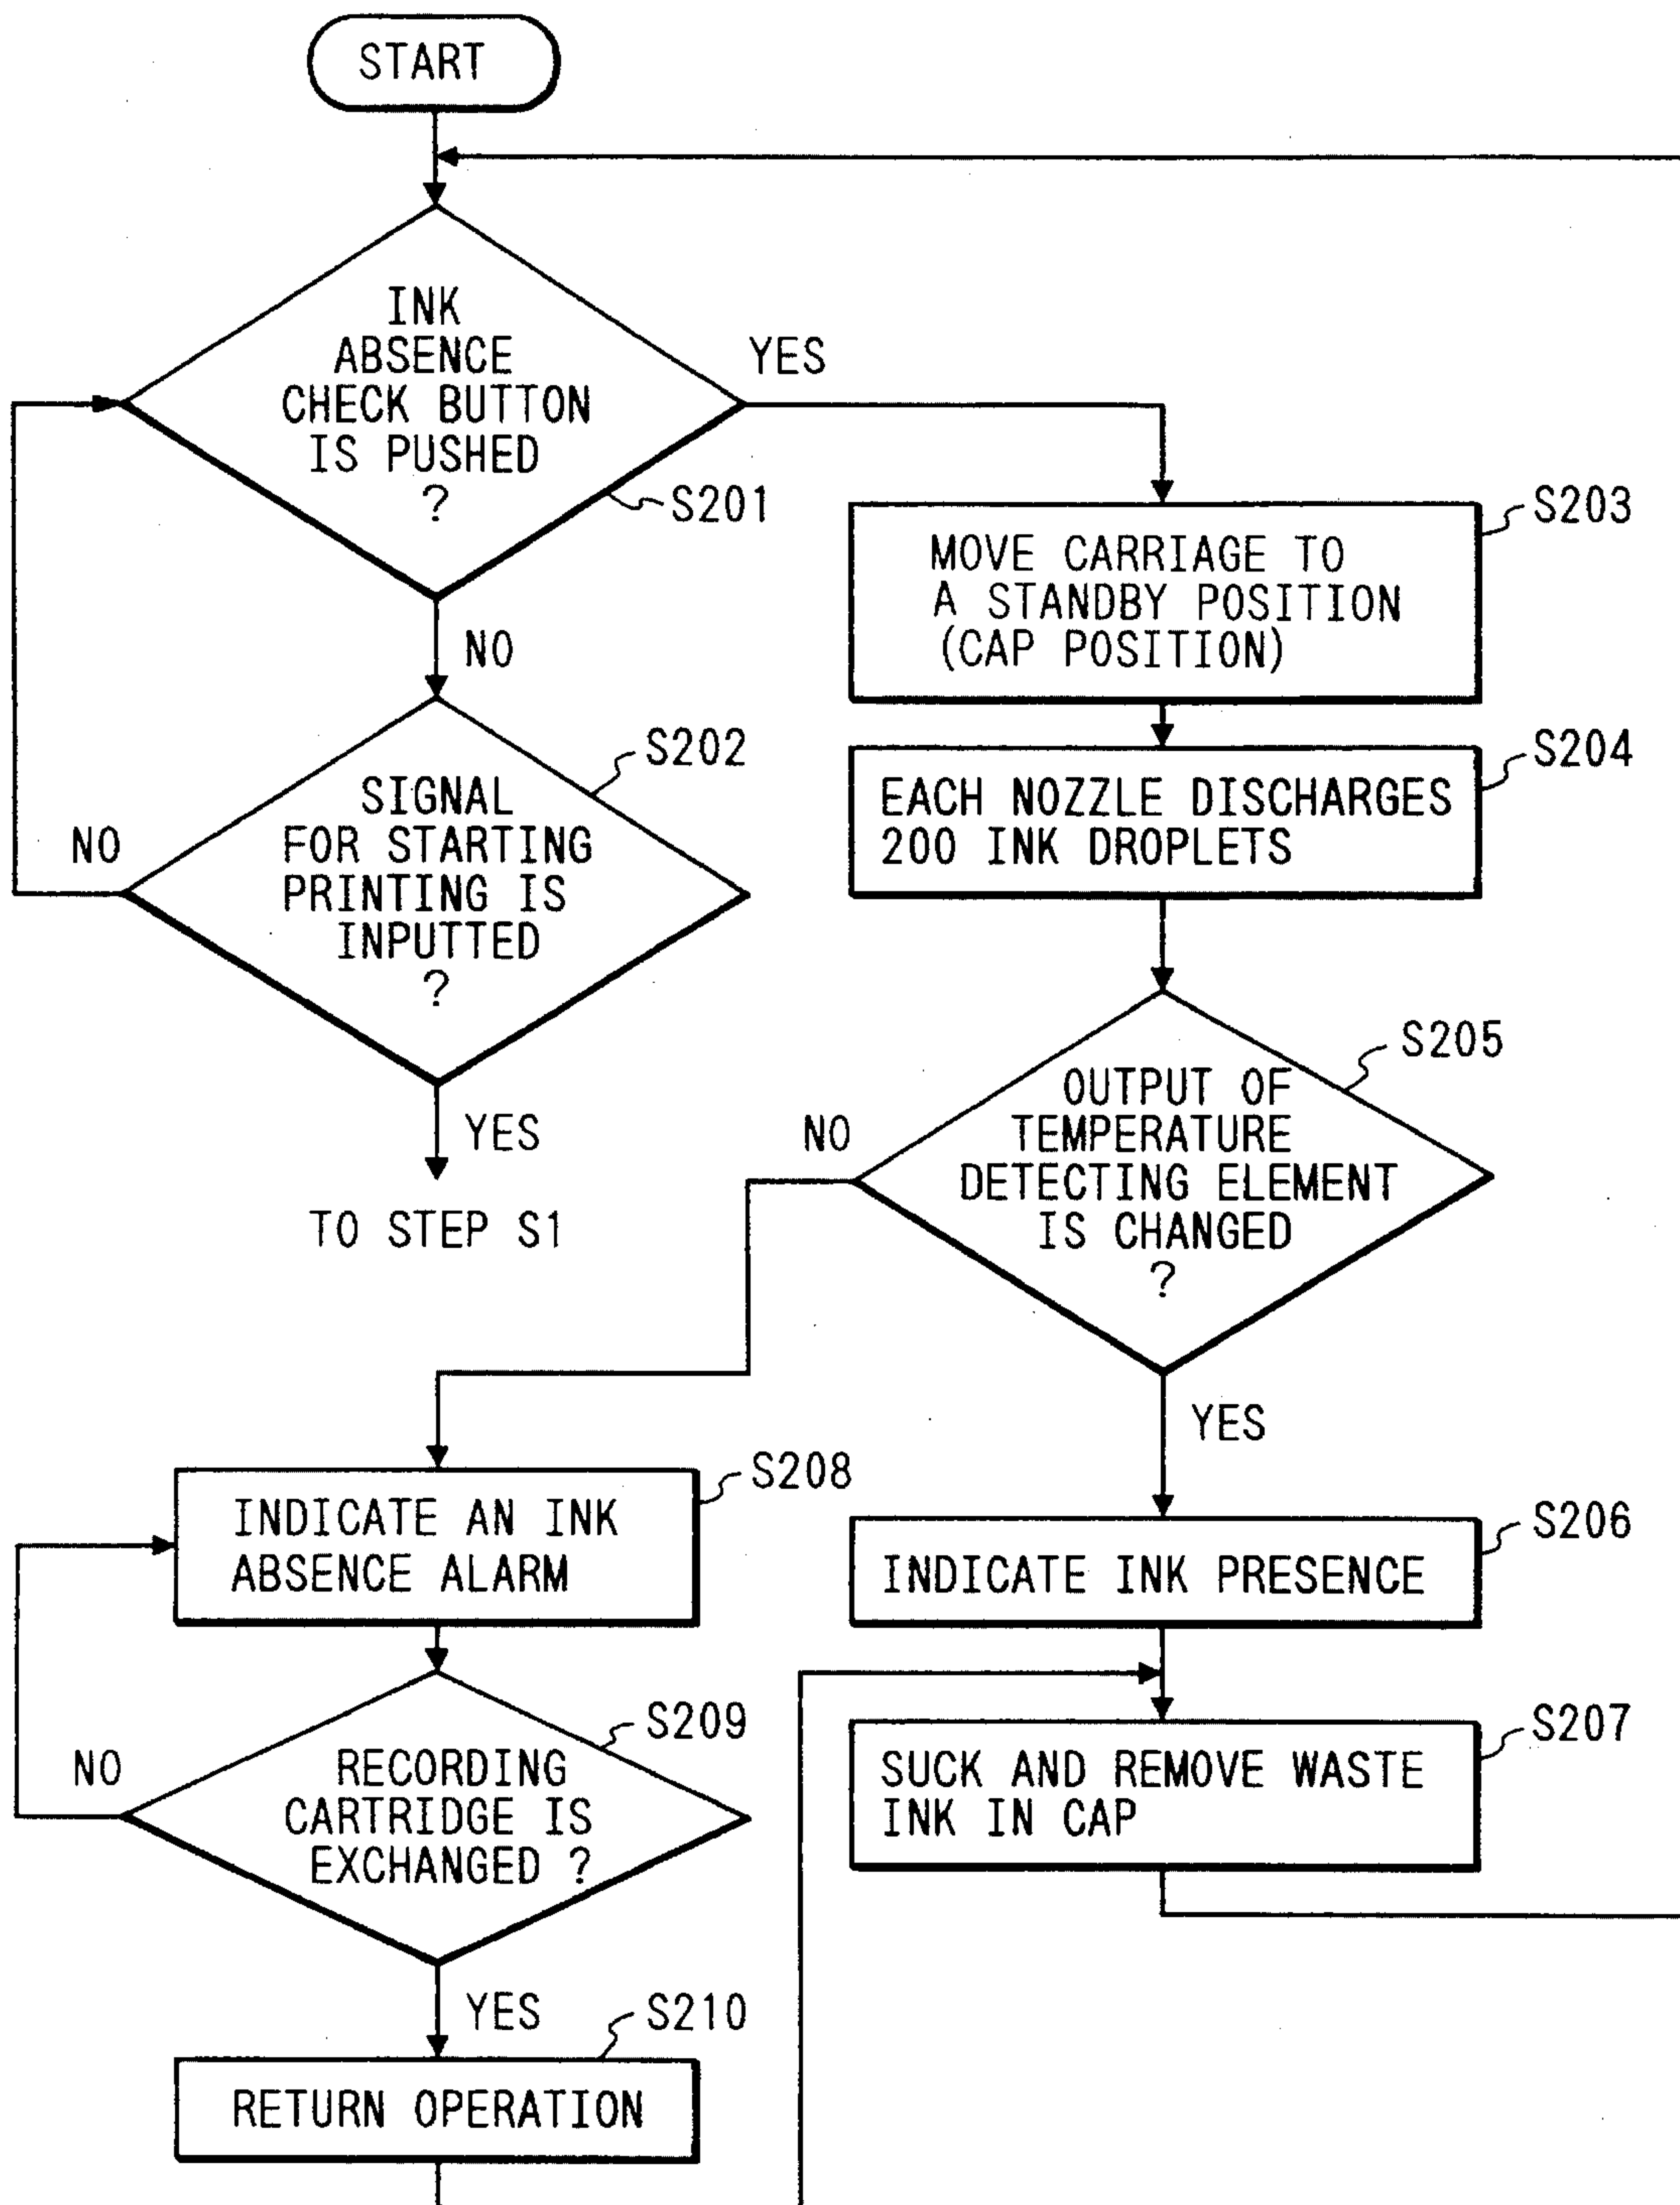 START
INK
ABSENCE
CHECK BUTTON
IS PUSHED
?
S201
YES
NO
SIGNAL
FOR STARTING
PRINTING IS
INPUTTED
?
S202
NO
YES
TO STEP S1
MOVE CARRIAGE TO
A STANDBY POSITION
(CAP POSITION)
S203
EACH NOZZLE DISCHARGES
200 INK DROPLETS
S204
OUTPUT OF
TEMPERATURE
DETECTING ELEMENT
IS CHANGED
?
S205
NO
YES
INDICATE INK PRESENCE
S206
SUCK AND REMOVE WASTE
INK IN CAP
S207
INDICATE AN INK
ABSENCE ALARM
S208
RECORDING
CARTRIDGE IS
EXCHANGED ?
S209
NO
YES
RETURN OPERATION
S210